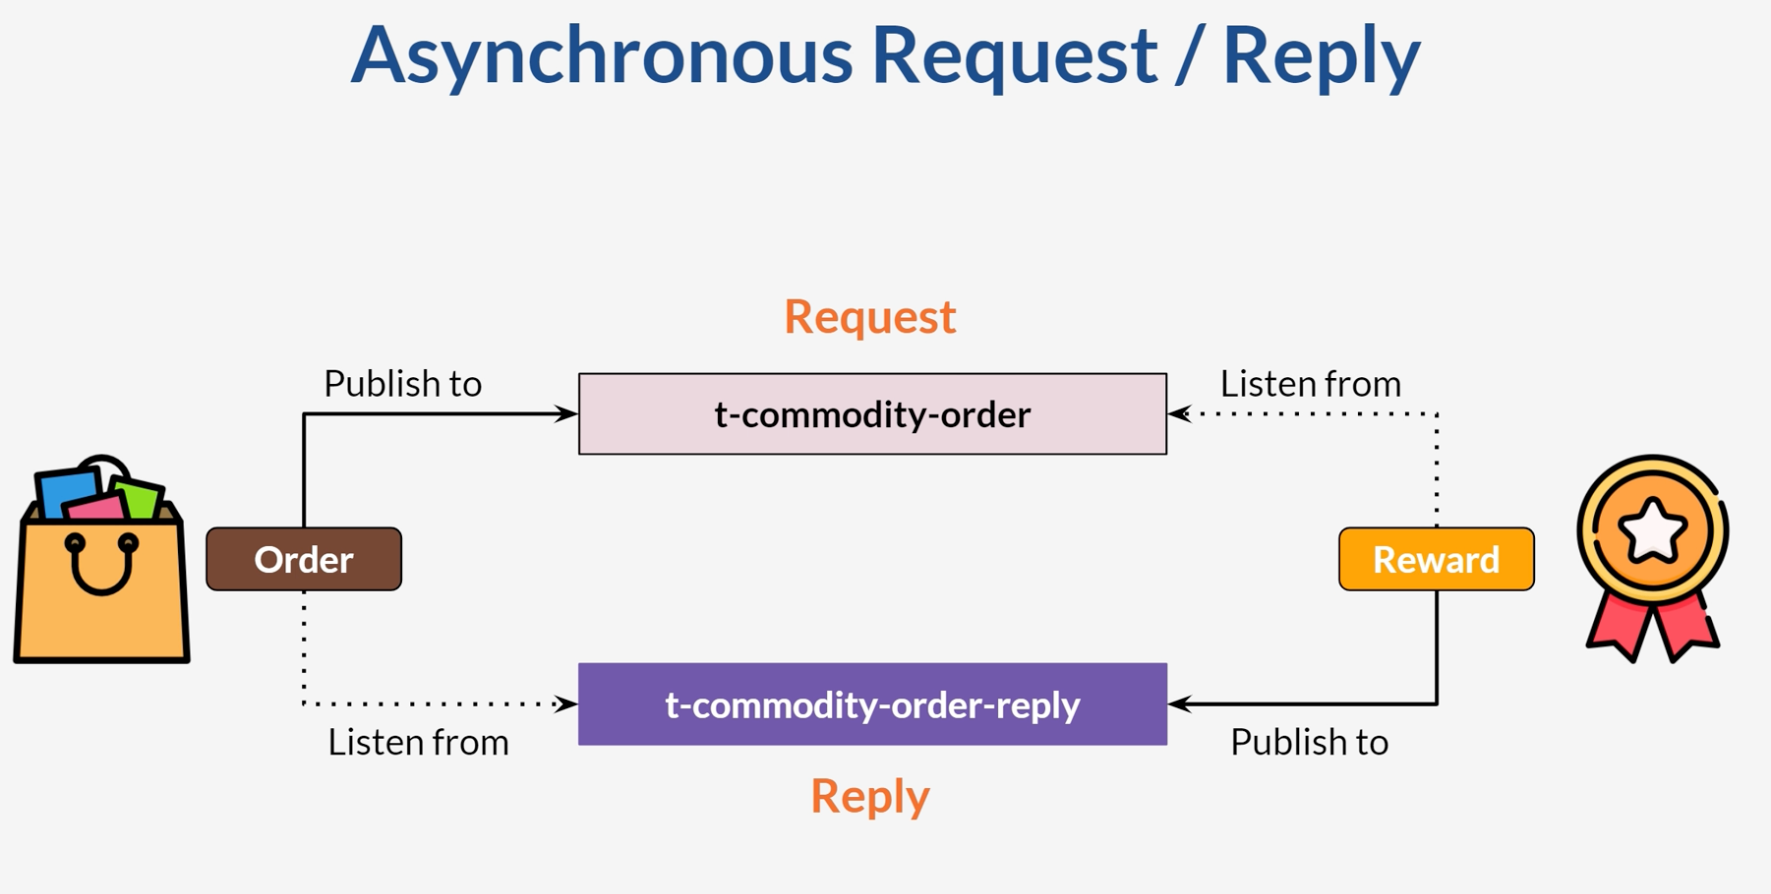 Asynchronous Request / Reply
Request
Publish to
Listen from
t-commodity-order
Order
Reward
t-commodity-order-reply
Listen from
Publish to
Reply